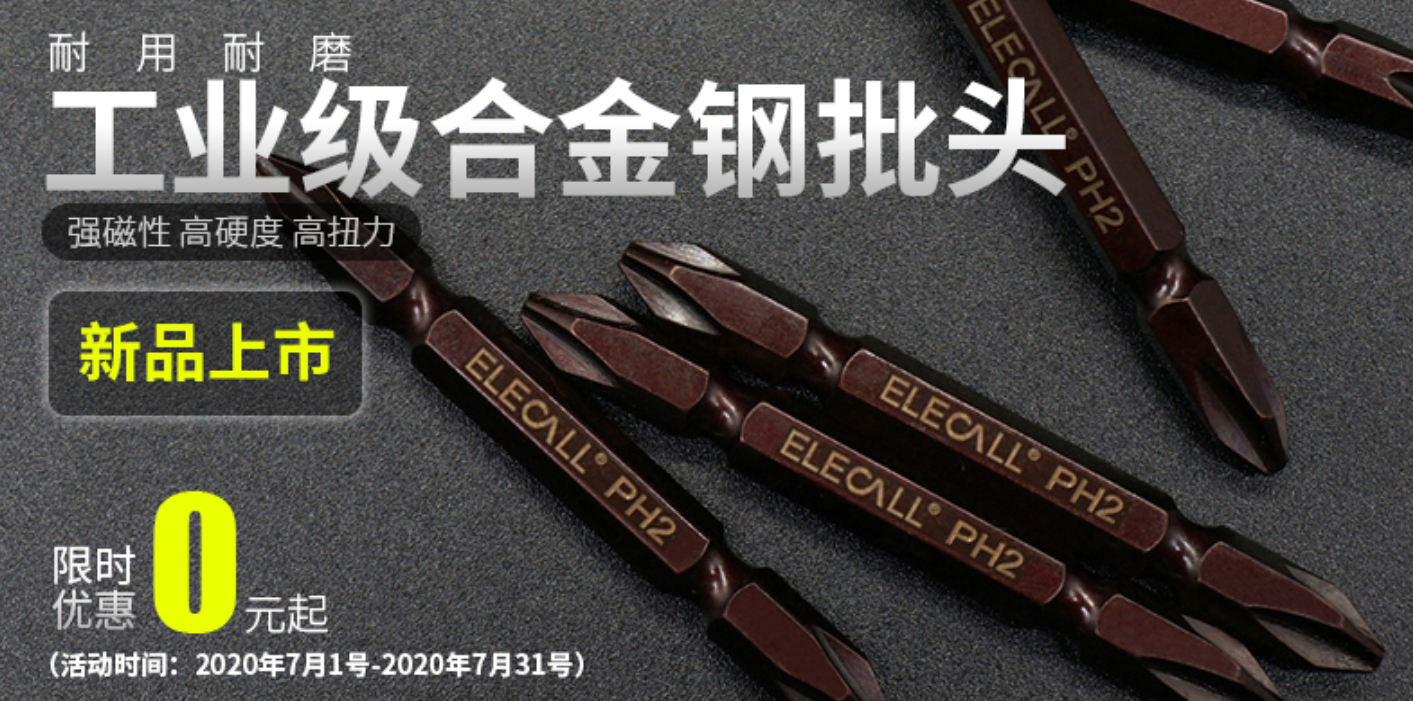 耐用耐磨
工业级合金钢批头
强磁性 高硬度 高扭力
新品上市
限时
优惠
0元起
(活动时间：2020年7月1号-2020年7月31号)
ELECALL® PH2
ELECALL® PH2
ELECALL® PH2
ELECALL® PH2